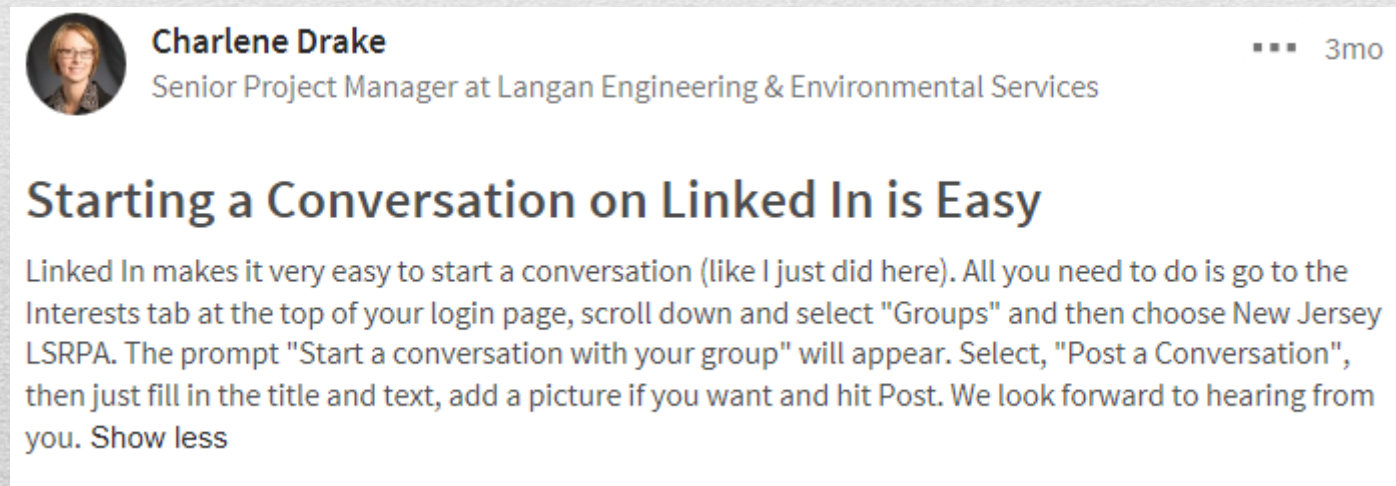 Charlene Drake
▪▪▪ 3mo
Senior Project Manager at Langan Engineering & Environmental Services
Starting a Conversation on Linked In is Easy
Linked In makes it very easy to start a conversation (like I just did here). All you need to do is go to the
Interests tab at the top of your login page, scroll down and select "Groups" and then choose New Jersey
LSRPA. The prompt "Start a conversation with your group" will appear. Select, "Post a Conversation",
then just fill in the title and text, add a picture if you want and hit Post. We look forward to hearing from
you. Show less